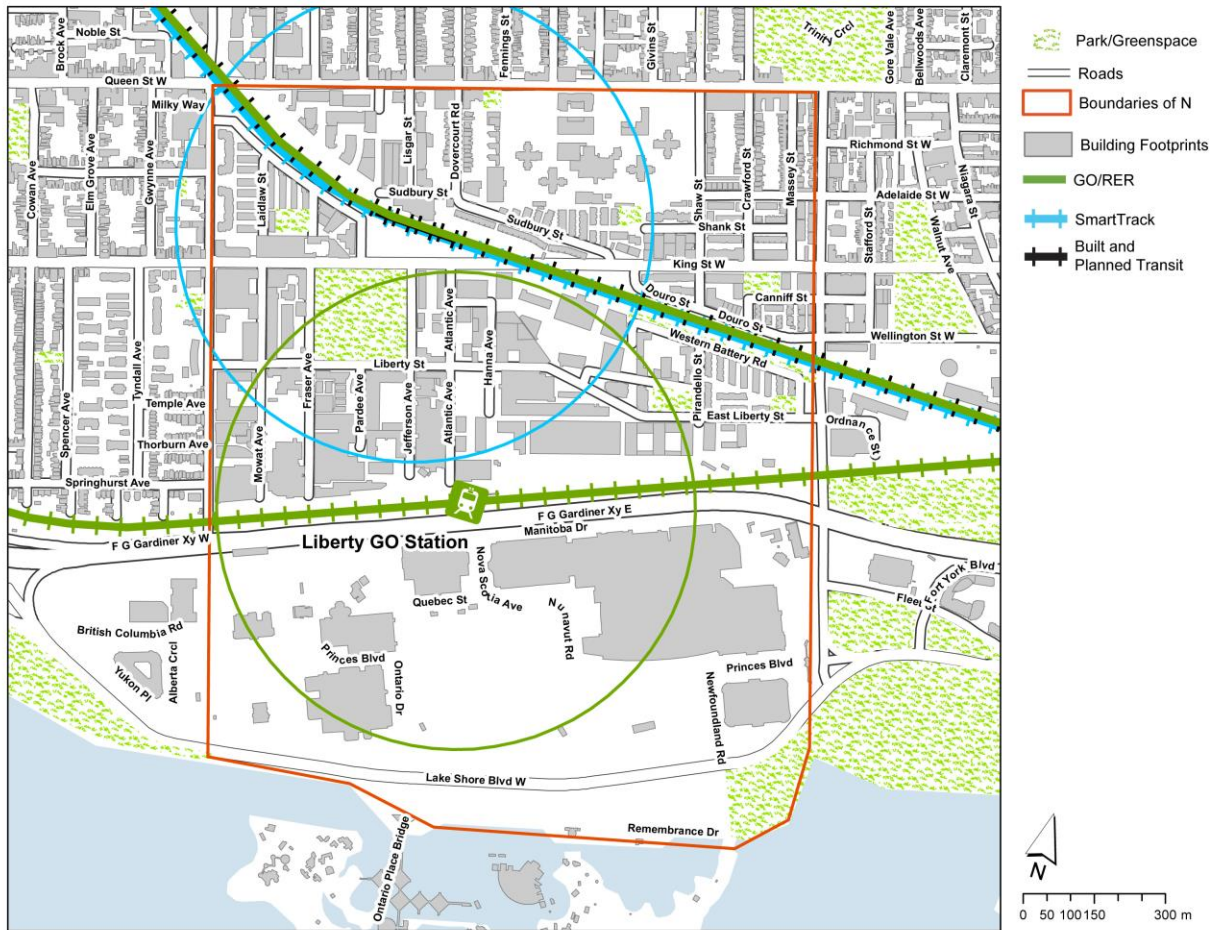 Brock Ave
Noble St
Fennings St
Givins St
Trinity Crcl
Gore Vale Ave
Bellwoods Ave
Claremont St
Queen St W
Milky Way
Cowan Ave
Elm Grove Ave
Gwynne Ave
Laidlaw St
Lisgar St
Dovercourt Rd
Sudbury St
Sudbury St
Shaw St
Crawford St
Massey St
Shank St
Richmond St W
Adelaide St W
Niagara St
Stafford St
Walnut Ave
King St W
Douro St
Douro St
Canniff St
Wellington St W
Western Battery Rd
Atlantic Ave
Hanna Ave
Liberty St
Pirandello St
East Liberty St
Ordnance St
Tyndall Ave
Spencer Ave
Temple Ave
Thorburn Ave
Springhurst Ave
Mowat Ave
Fraser Ave
Pardee Ave
Jefferson Ave
Atlantic Ave
F G Gardiner Xy W
F G Gardiner Xy E
Manitoba Dr
Liberty GO Station
Quebec St
Nova Scotia Ave
Nunavut Rd
British Columbia Rd
Yukon Pl
Alberta Crcl
Princes Blvd
Ontario Dr
Princes Blvd
Newfoundland Rd
Fleet St
Fort York Blvd
Lake Shore Blvd W
Remembrance Dr
Ontario Place Bridge
Park/Greenspace
Roads
Boundaries of N
Building Footprints
GO/RER
SmartTrack
Built and
Planned Transit
N
0 50 100 150 300 m